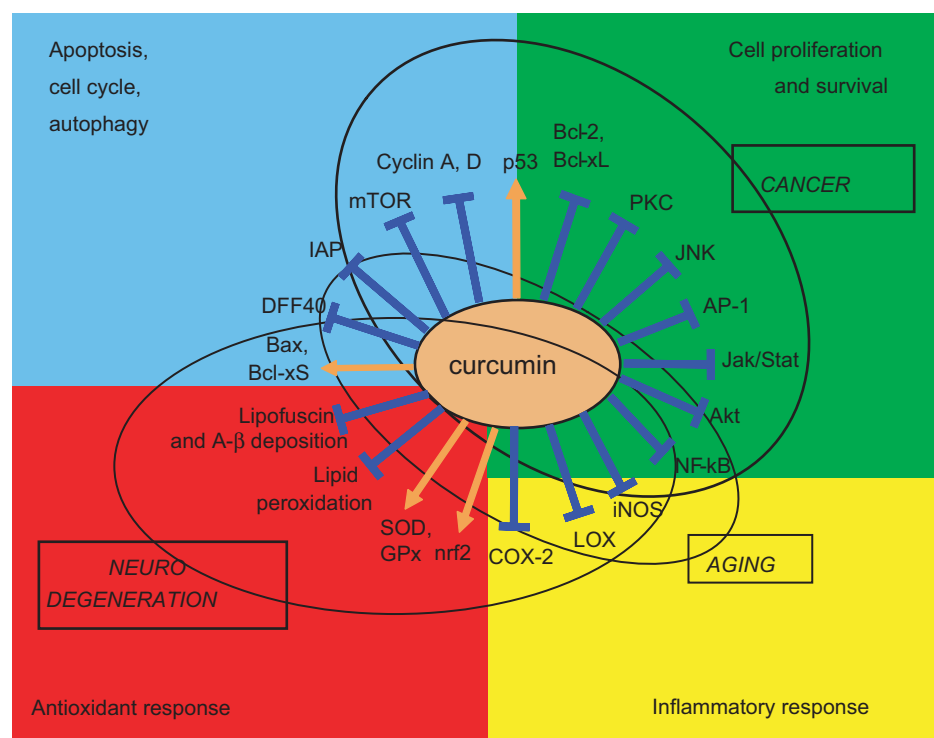 Apoptosis,
cell cycle,
autophagy
Cell proliferation
and survival
CANCER
Cyclin A, D
p53
Bcl-2,
Bcl-xL
mTOR
PKC
IAP
JNK
DFF40
AP-1
Bax,
Bcl-xS
curcumin
Jak/Stat
Lipofuscin
and A-β deposition
Akt
Lipid
peroxidation
NF-kB
SOD,
GPx
nrf2
COX-2
LOX
iNOS
NEURO
DEGENERATION
AGING
Antioxidant response
Inflammatory response